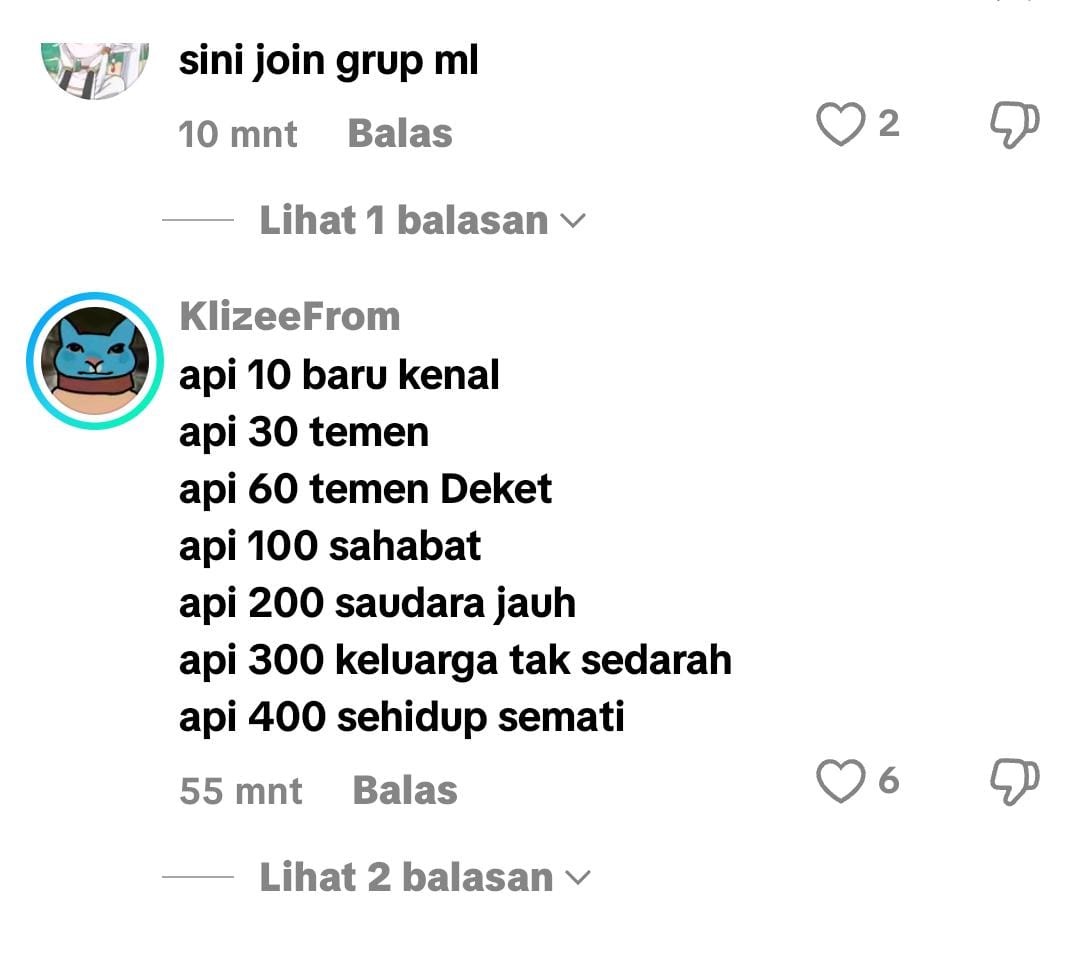 sini join grup ml
10 mnt Balas 2
Lihat 1 balasan
KlizeeFrom
api 10 baru kenal
api 30 temen
api 60 temen Deket
api 100 sahabat
api 200 saudara jauh
api 300 keluarga tak sedarah
api 400 sehidup semati
55 mnt Balas 6
Lihat 2 balasan